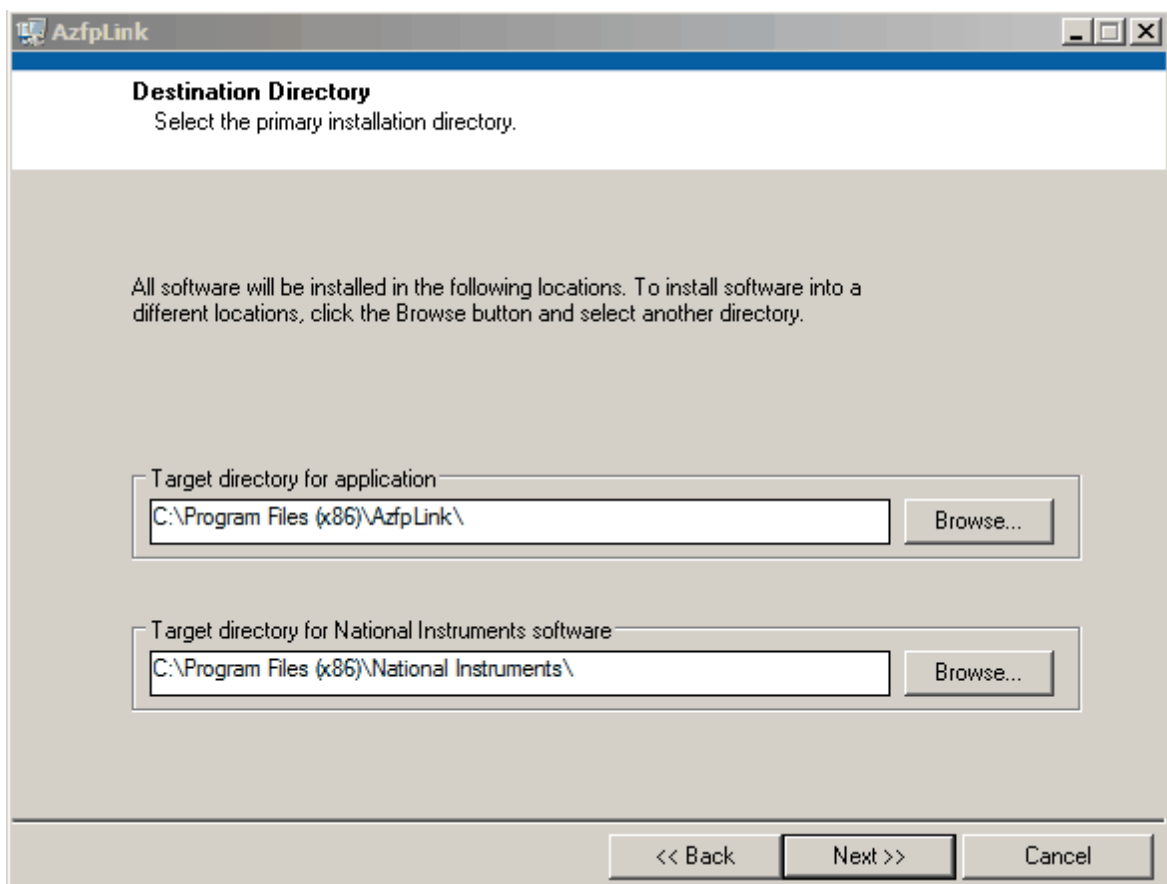 AzfpLink
Destination Directory
Select the primary installation directory.
All software will be installed in the following locations. To install software into a
different locations, click the Browse button and select another directory.
Target directory for application
C:\Program Files (x86)\AzfpLink\
Browse...
Target directory for National Instruments software
C:\Program Files (x86)\National Instruments\
Browse...
<< Back
Next >>
Cancel